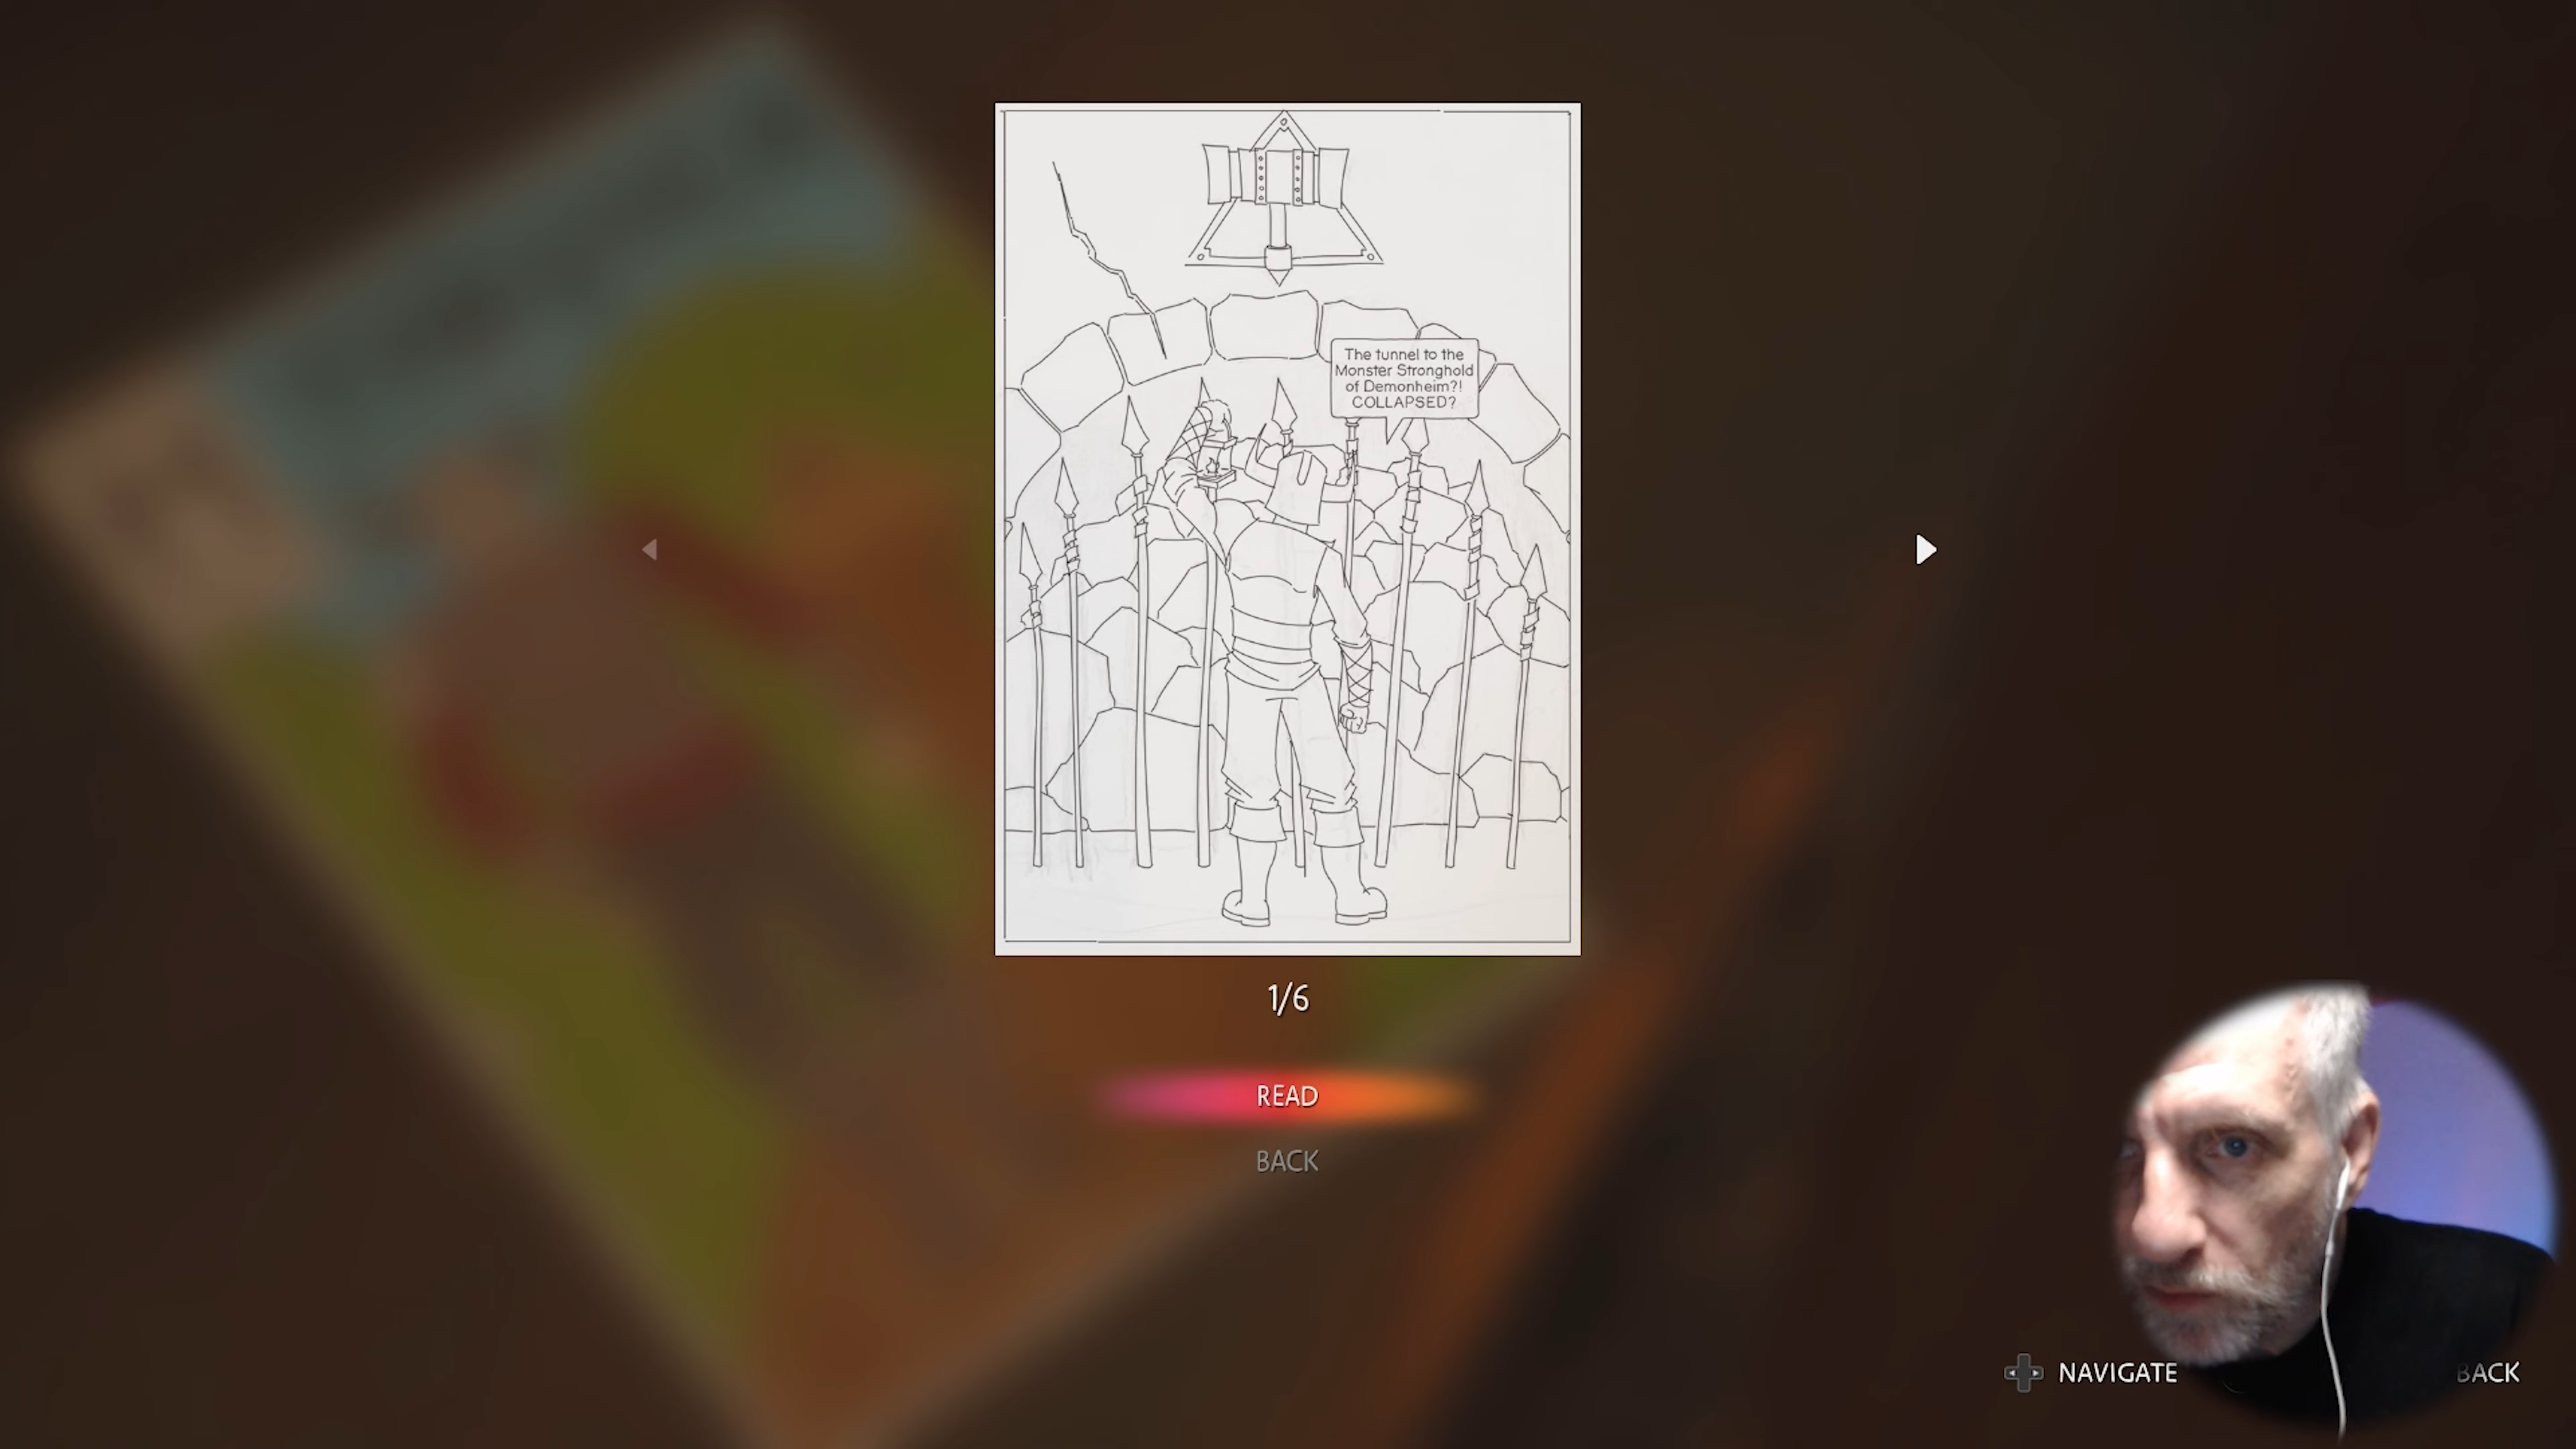 The tunnel to the
Monster Stronghold
of Demonheim?!
COLLAPSED?
1/6
READ
BACK
NAVIGATE
BACK